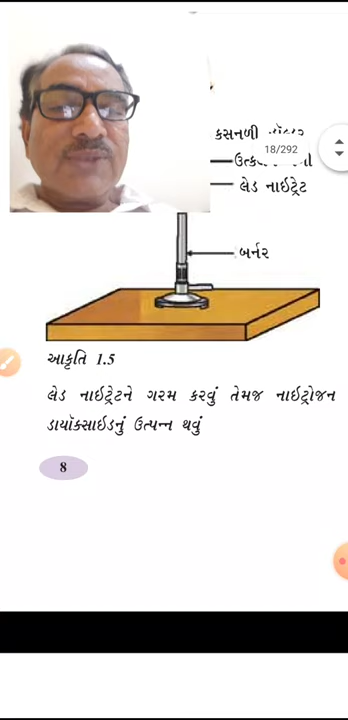 કસનળી
18/292
લેડ નાઇટ્રેટ
બર્નર
આકૃતિ 1.5
લેડ નાઇટ્રેટને ગરમ કરવું તેમજ નાઇટ્રોજન
ડાયૉક્સાઇડનું ઉત્પન્ન થવું
8